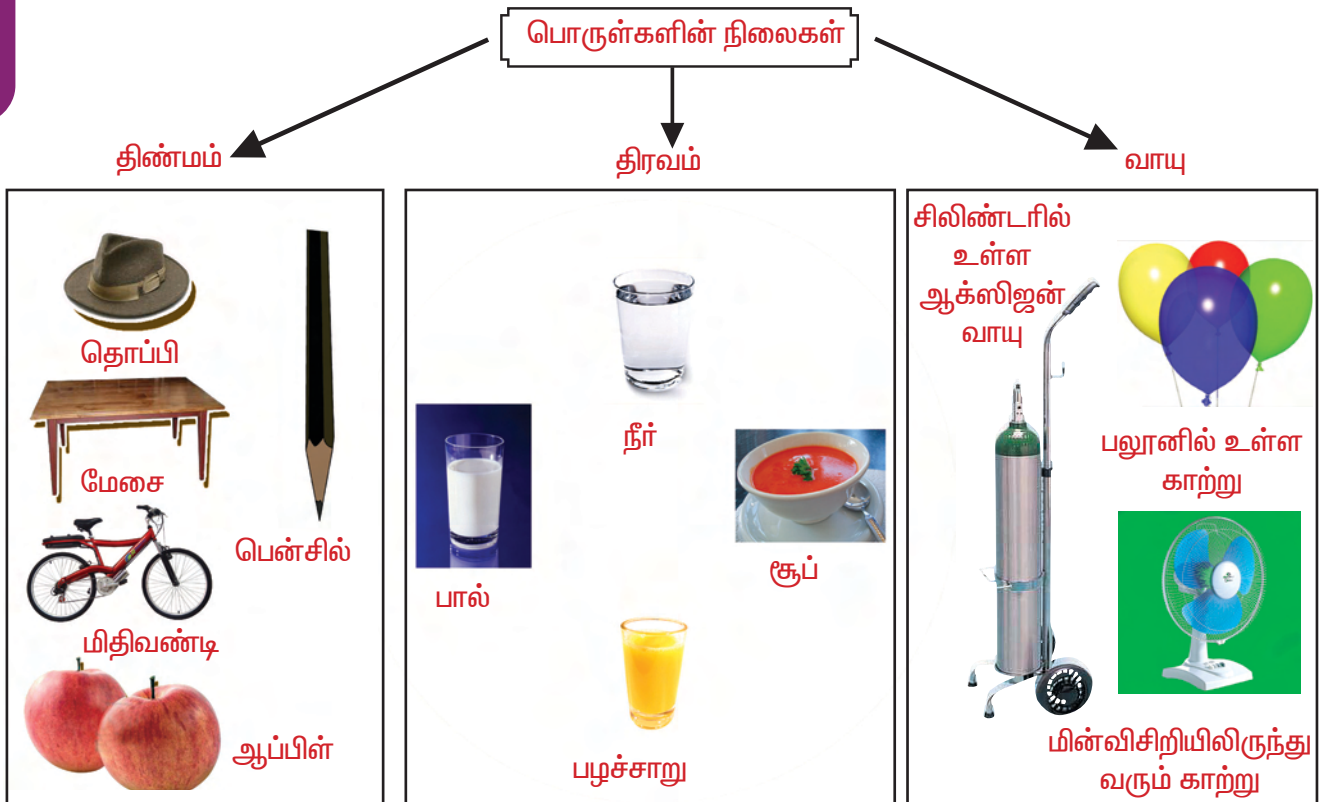 பொருள்களின் நிலைகள்
திண்மம்
திரவம்
வாயு
தொப்பி
மேசை
பென்சில்
மிதிவண்டி
ஆப்பிள்
நீர்
பால்
சூப்
பழச்சாறு
சிலிண்டரில்
உள்ள
ஆக்ஸிஜன்
வாயு
பலூனில் உள்ள
காற்று
மின்விசிறியிலிருந்து
வரும் காற்று